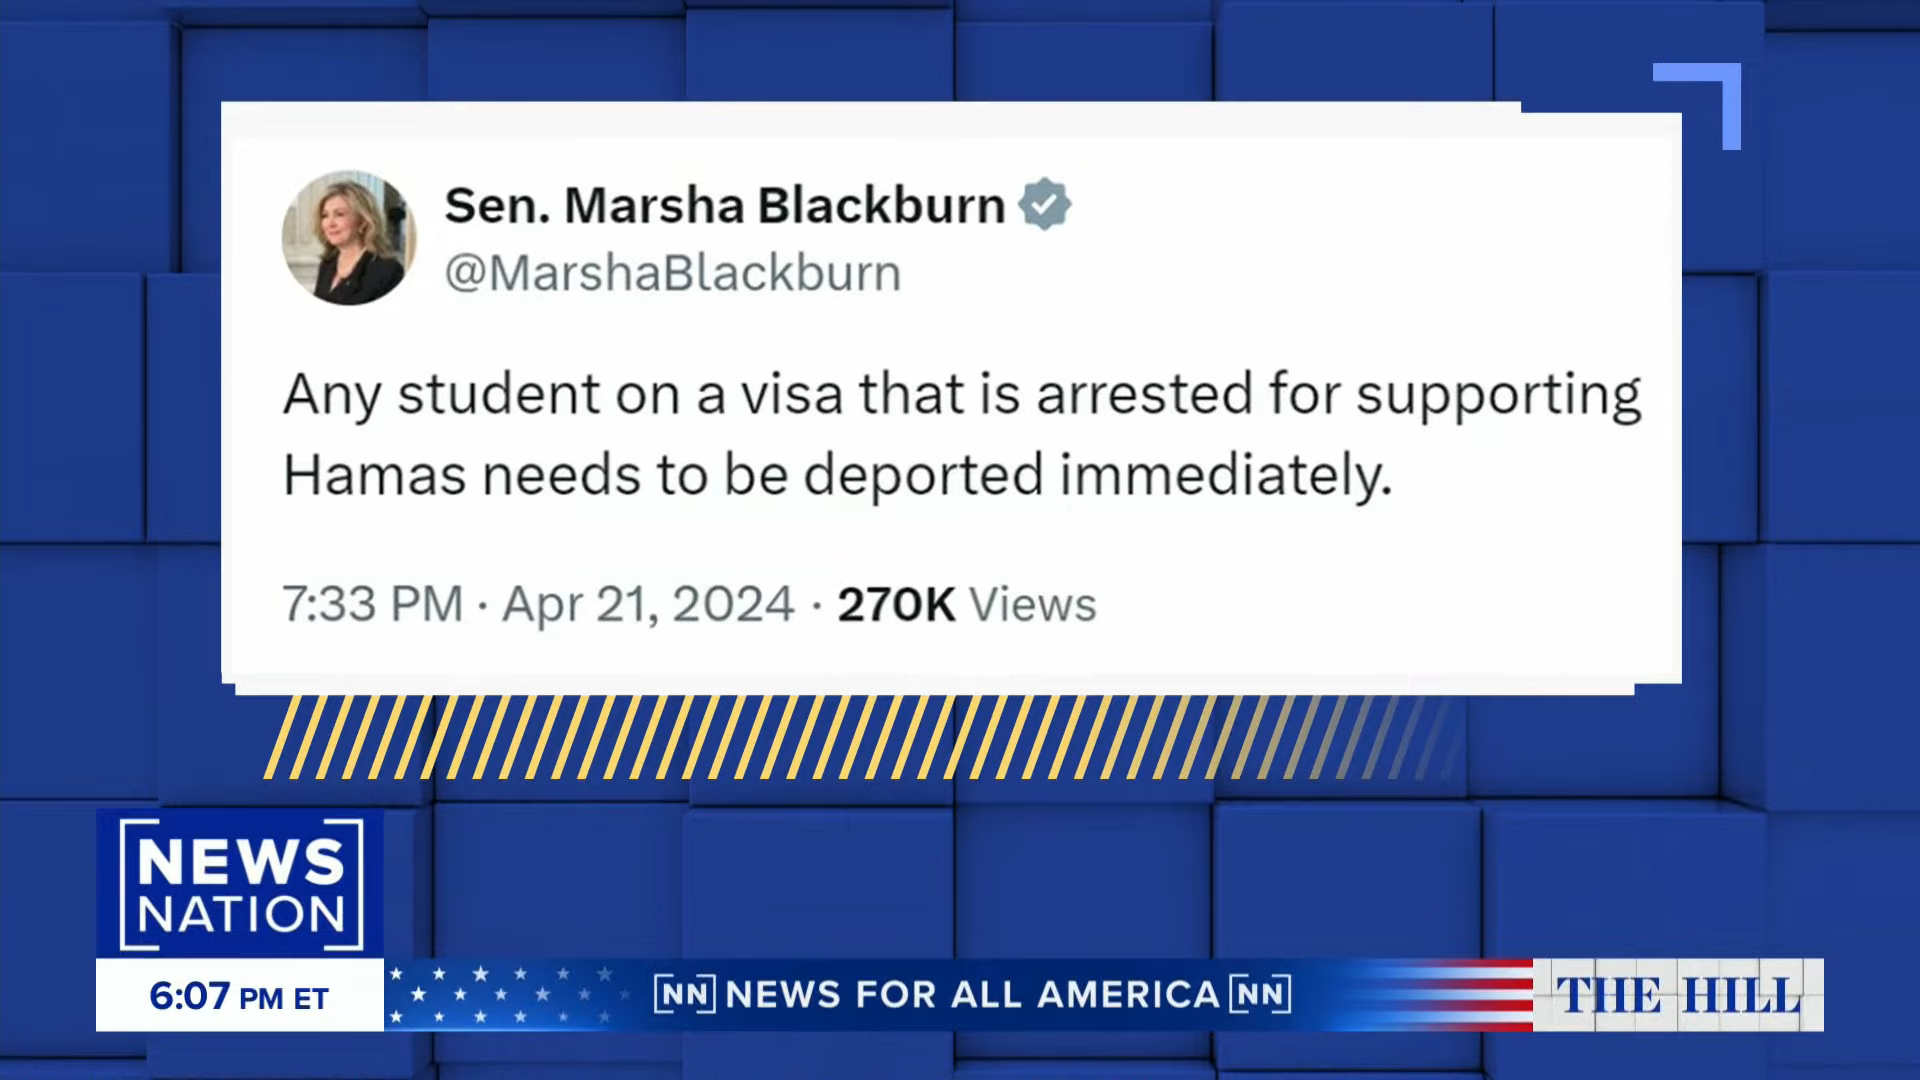 Sen. Marsha Blackburn
@MarshaBlackburn
Any student on a visa that is arrested for supporting
Hamas needs to be deported immediately.
7:33 PM · Apr 21, 2024 · 270K Views
NEWS
NATION
6:07 PM ET
NN NEWS FOR ALL AMERICA NN
THE HILL